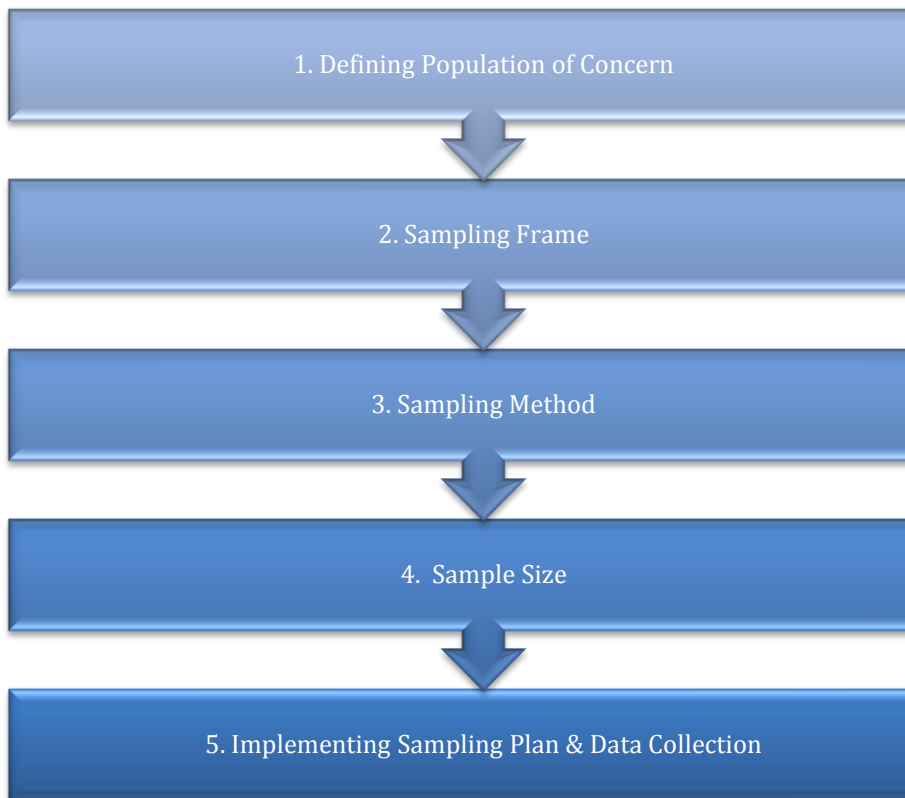 1. Defining Population of Concern
2. Sampling Frame
3. Sampling Method
4. Sample Size
5. Implementing Sampling Plan & Data Collection